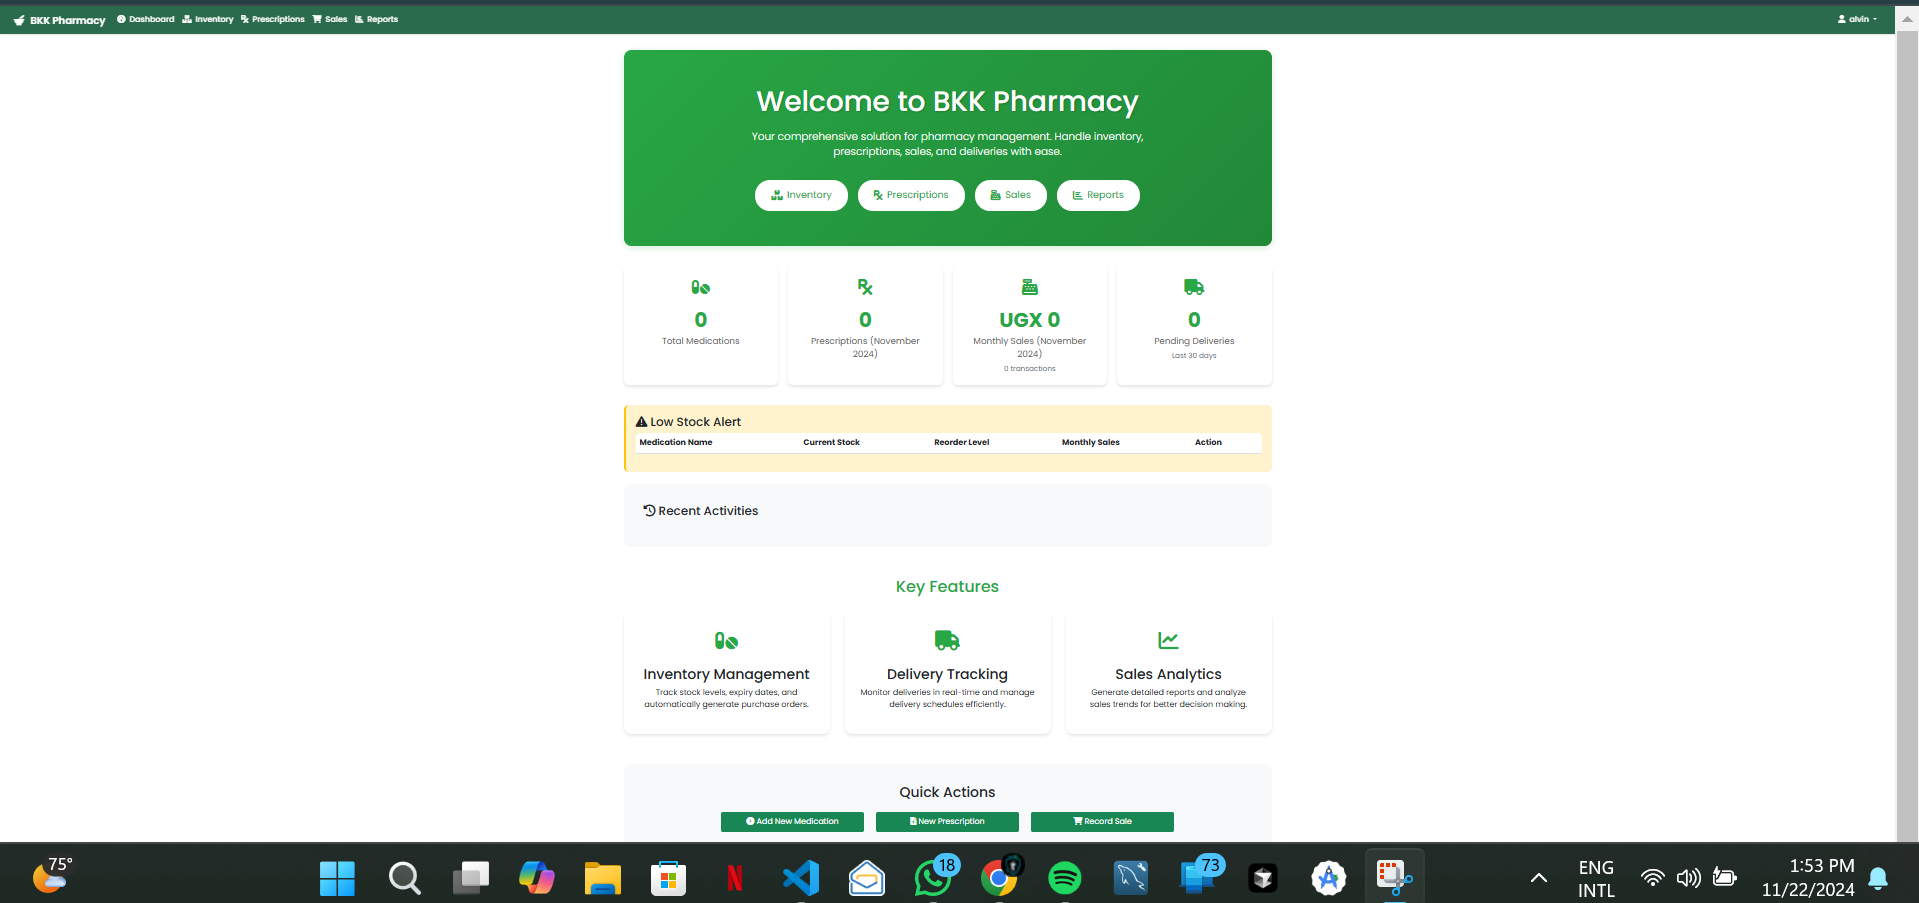 BKK Pharmacy Dashboard Inventory Prescriptions Sales Reports alvin
Welcome to BKK Pharmacy
Your comprehensive solution for pharmacy management. Handle inventory,
prescriptions, sales, and deliveries with ease.
Inventory Prescriptions Sales Reports
0
Total Medications
0
Prescriptions (November
2024)
UGX 0
Monthly Sales (November
2024)
0 transactions
0
Pending Deliveries
Last 30 days
Low Stock Alert
Medication Name Current Stock Reorder Level Monthly Sales Action
Recent Activities
Key Features
Inventory Management
Track stock levels, expiry dates, and
automatically generate purchase orders.
Delivery Tracking
Monitor deliveries in real-time and manage
delivery schedules efficiently.
Sales Analytics
Generate detailed reports and analyze
sales trends for better decision making.
Quick Actions
Add New Medication New Prescription Record Sale
75°
18
73
ENG
INTL
1:53 PM
11/22/2024